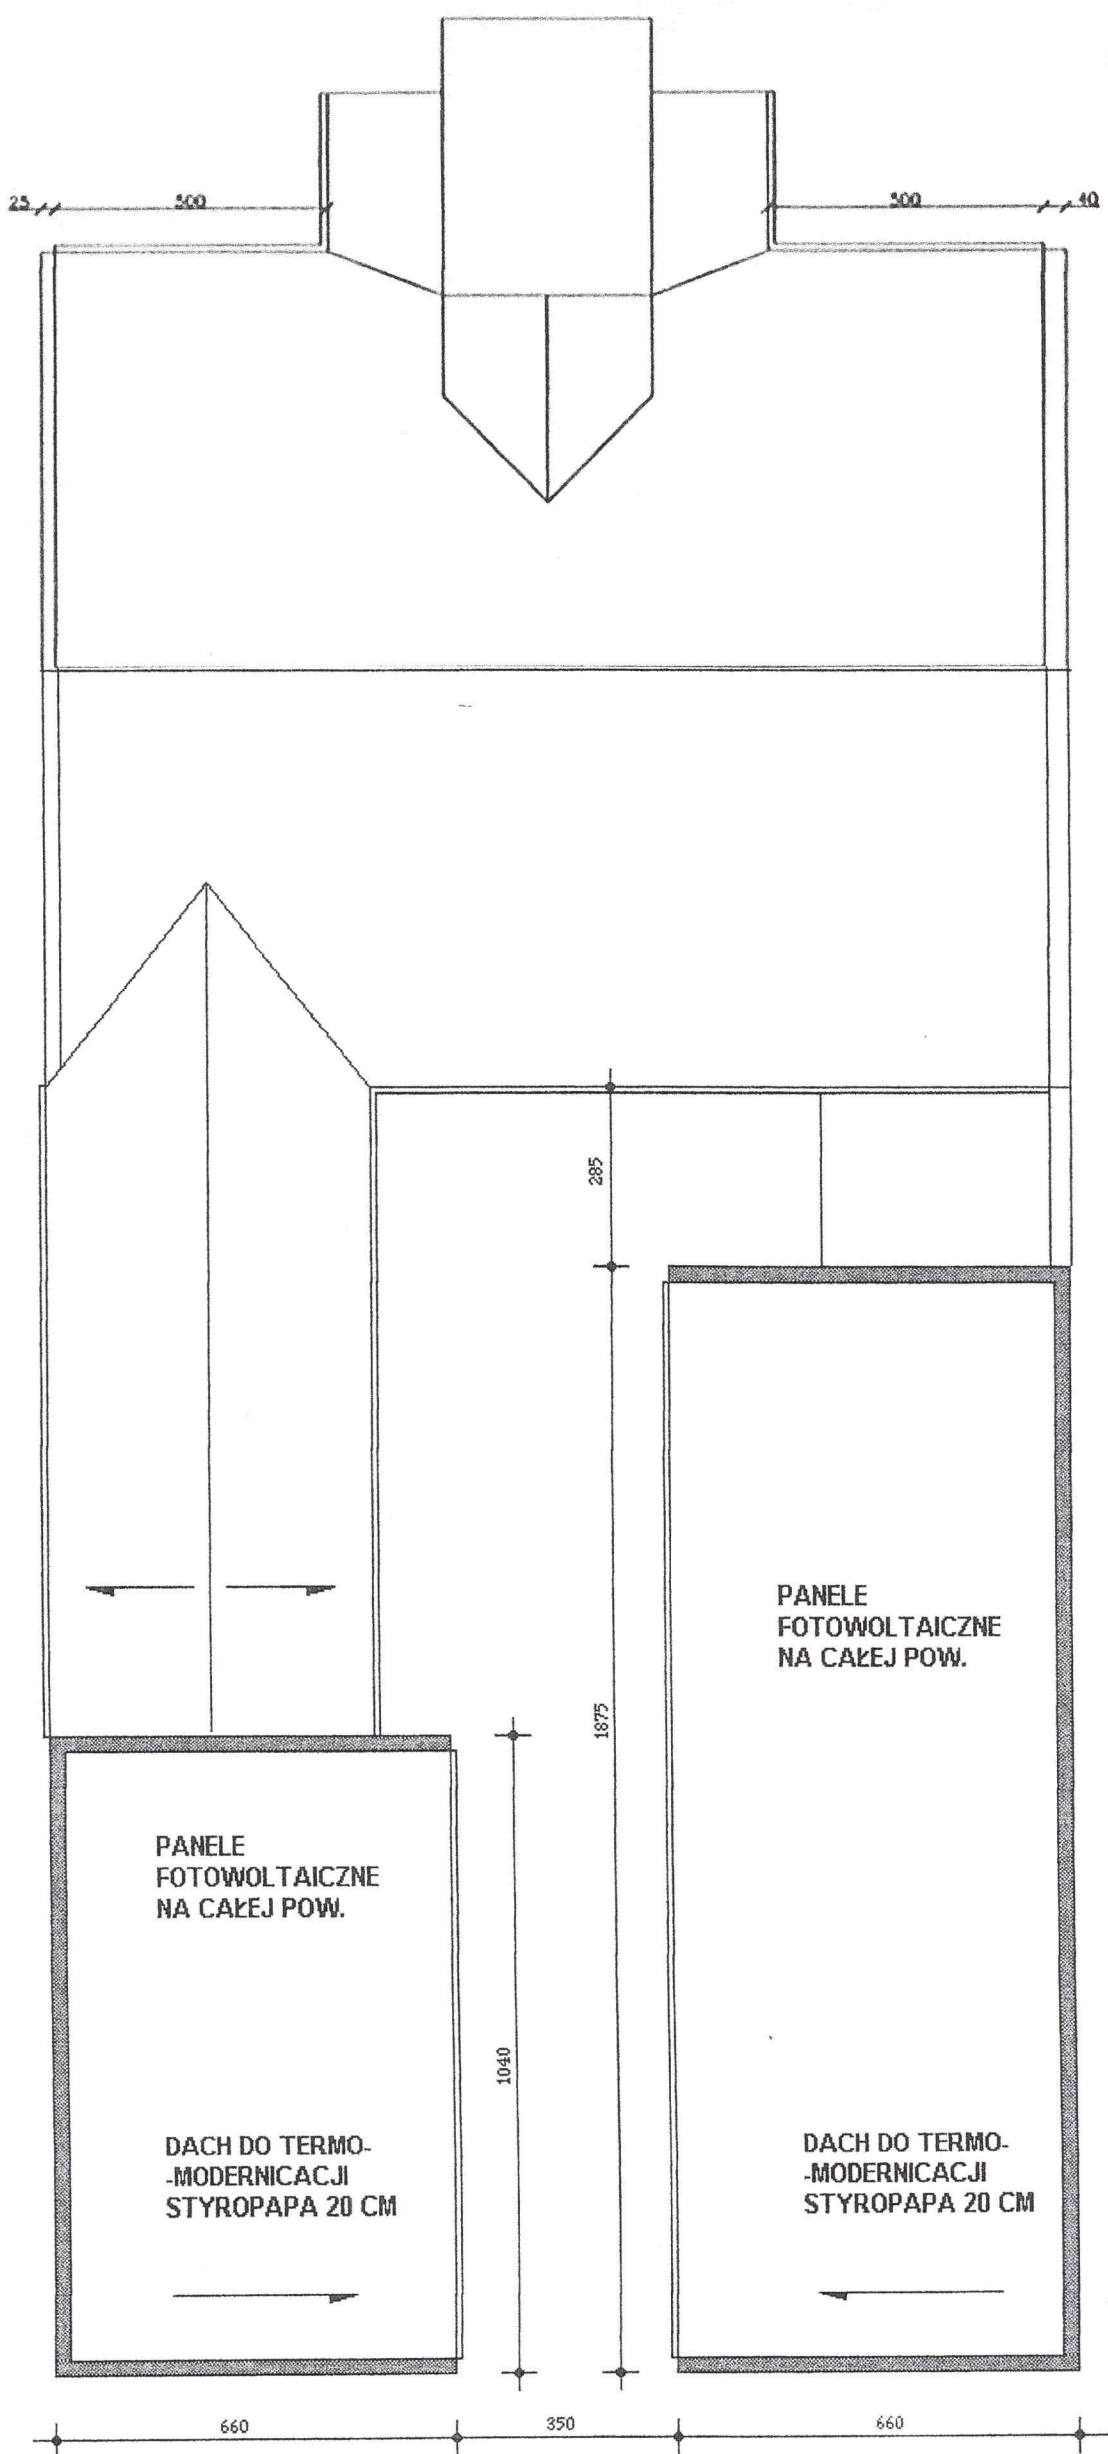 25
500
500
40
285
PANELE
FOTOWOLTAICZNE
NA CAŁEJ POW.
1875
PANELE
FOTOWOLTAICZNE
NA CAŁEJ POW.
1040
DACH DO TERMO-
-MODERNICACJI
STYROPAPA 20 CM
DACH DO TERMO-
-MODERNICACJI
STYROPAPA 20 CM
660
350
660